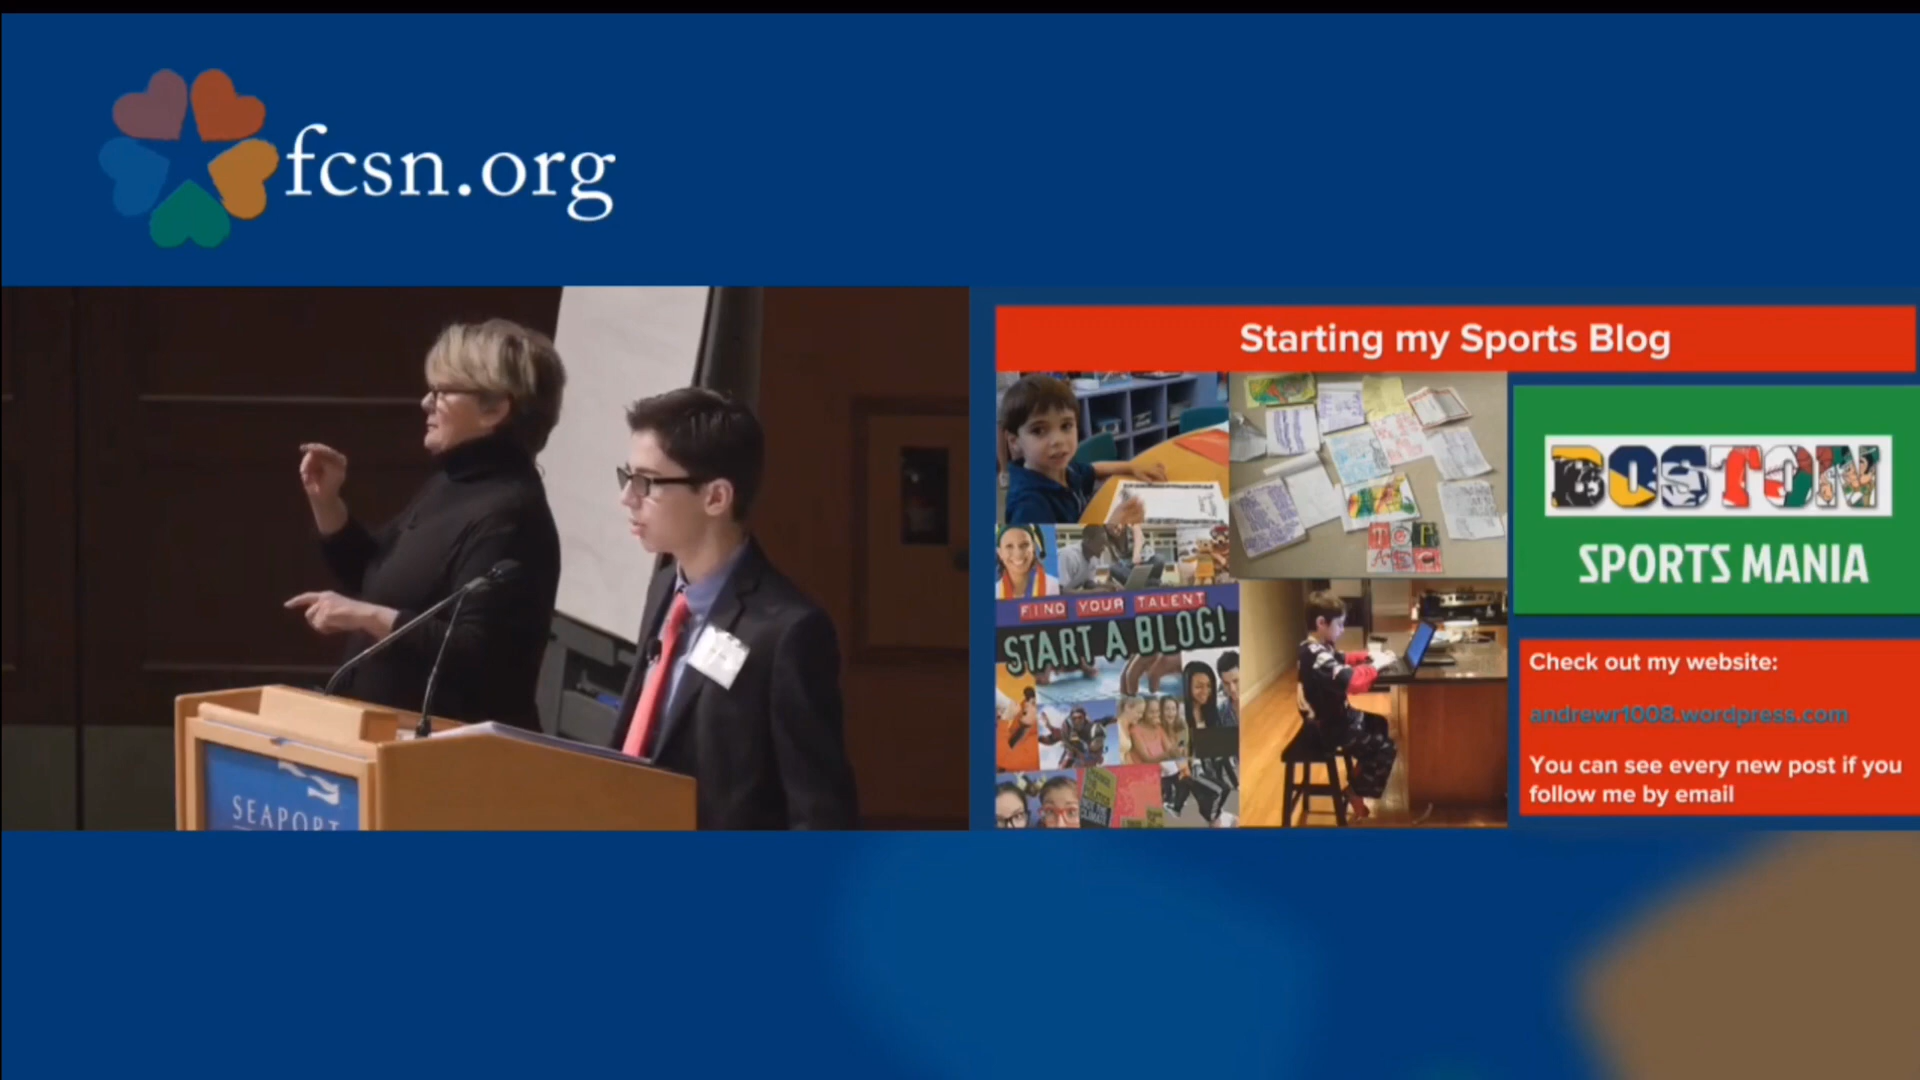 fcsn.org
Starting my Sports Blog
BOSTON
SPORTS MANIA
FIND YOUR TALENT
START A BLOG!
Check out my website:
andrewr1008.wordpress.com
You can see every new post if you
follow me by email
SEAPORT